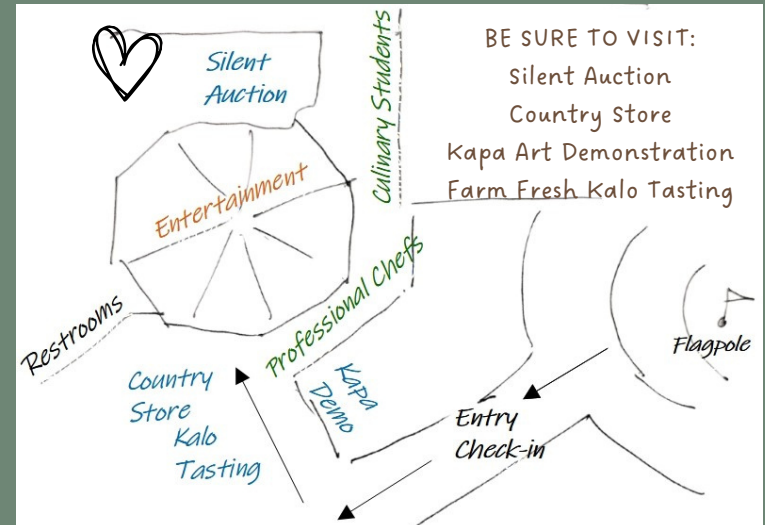 BE SURE TO VISIT:
Silent Auction
Country Store
Kapa Art Demonstration
Farm Fresh Kalo Tasting
Silent
Auction
Culinary Students
Entertainment
Professional Chefs
Restrooms
Flagpole
Country
Store
Kalo
Tasting
Kapa
Demo
Entry
Check-in